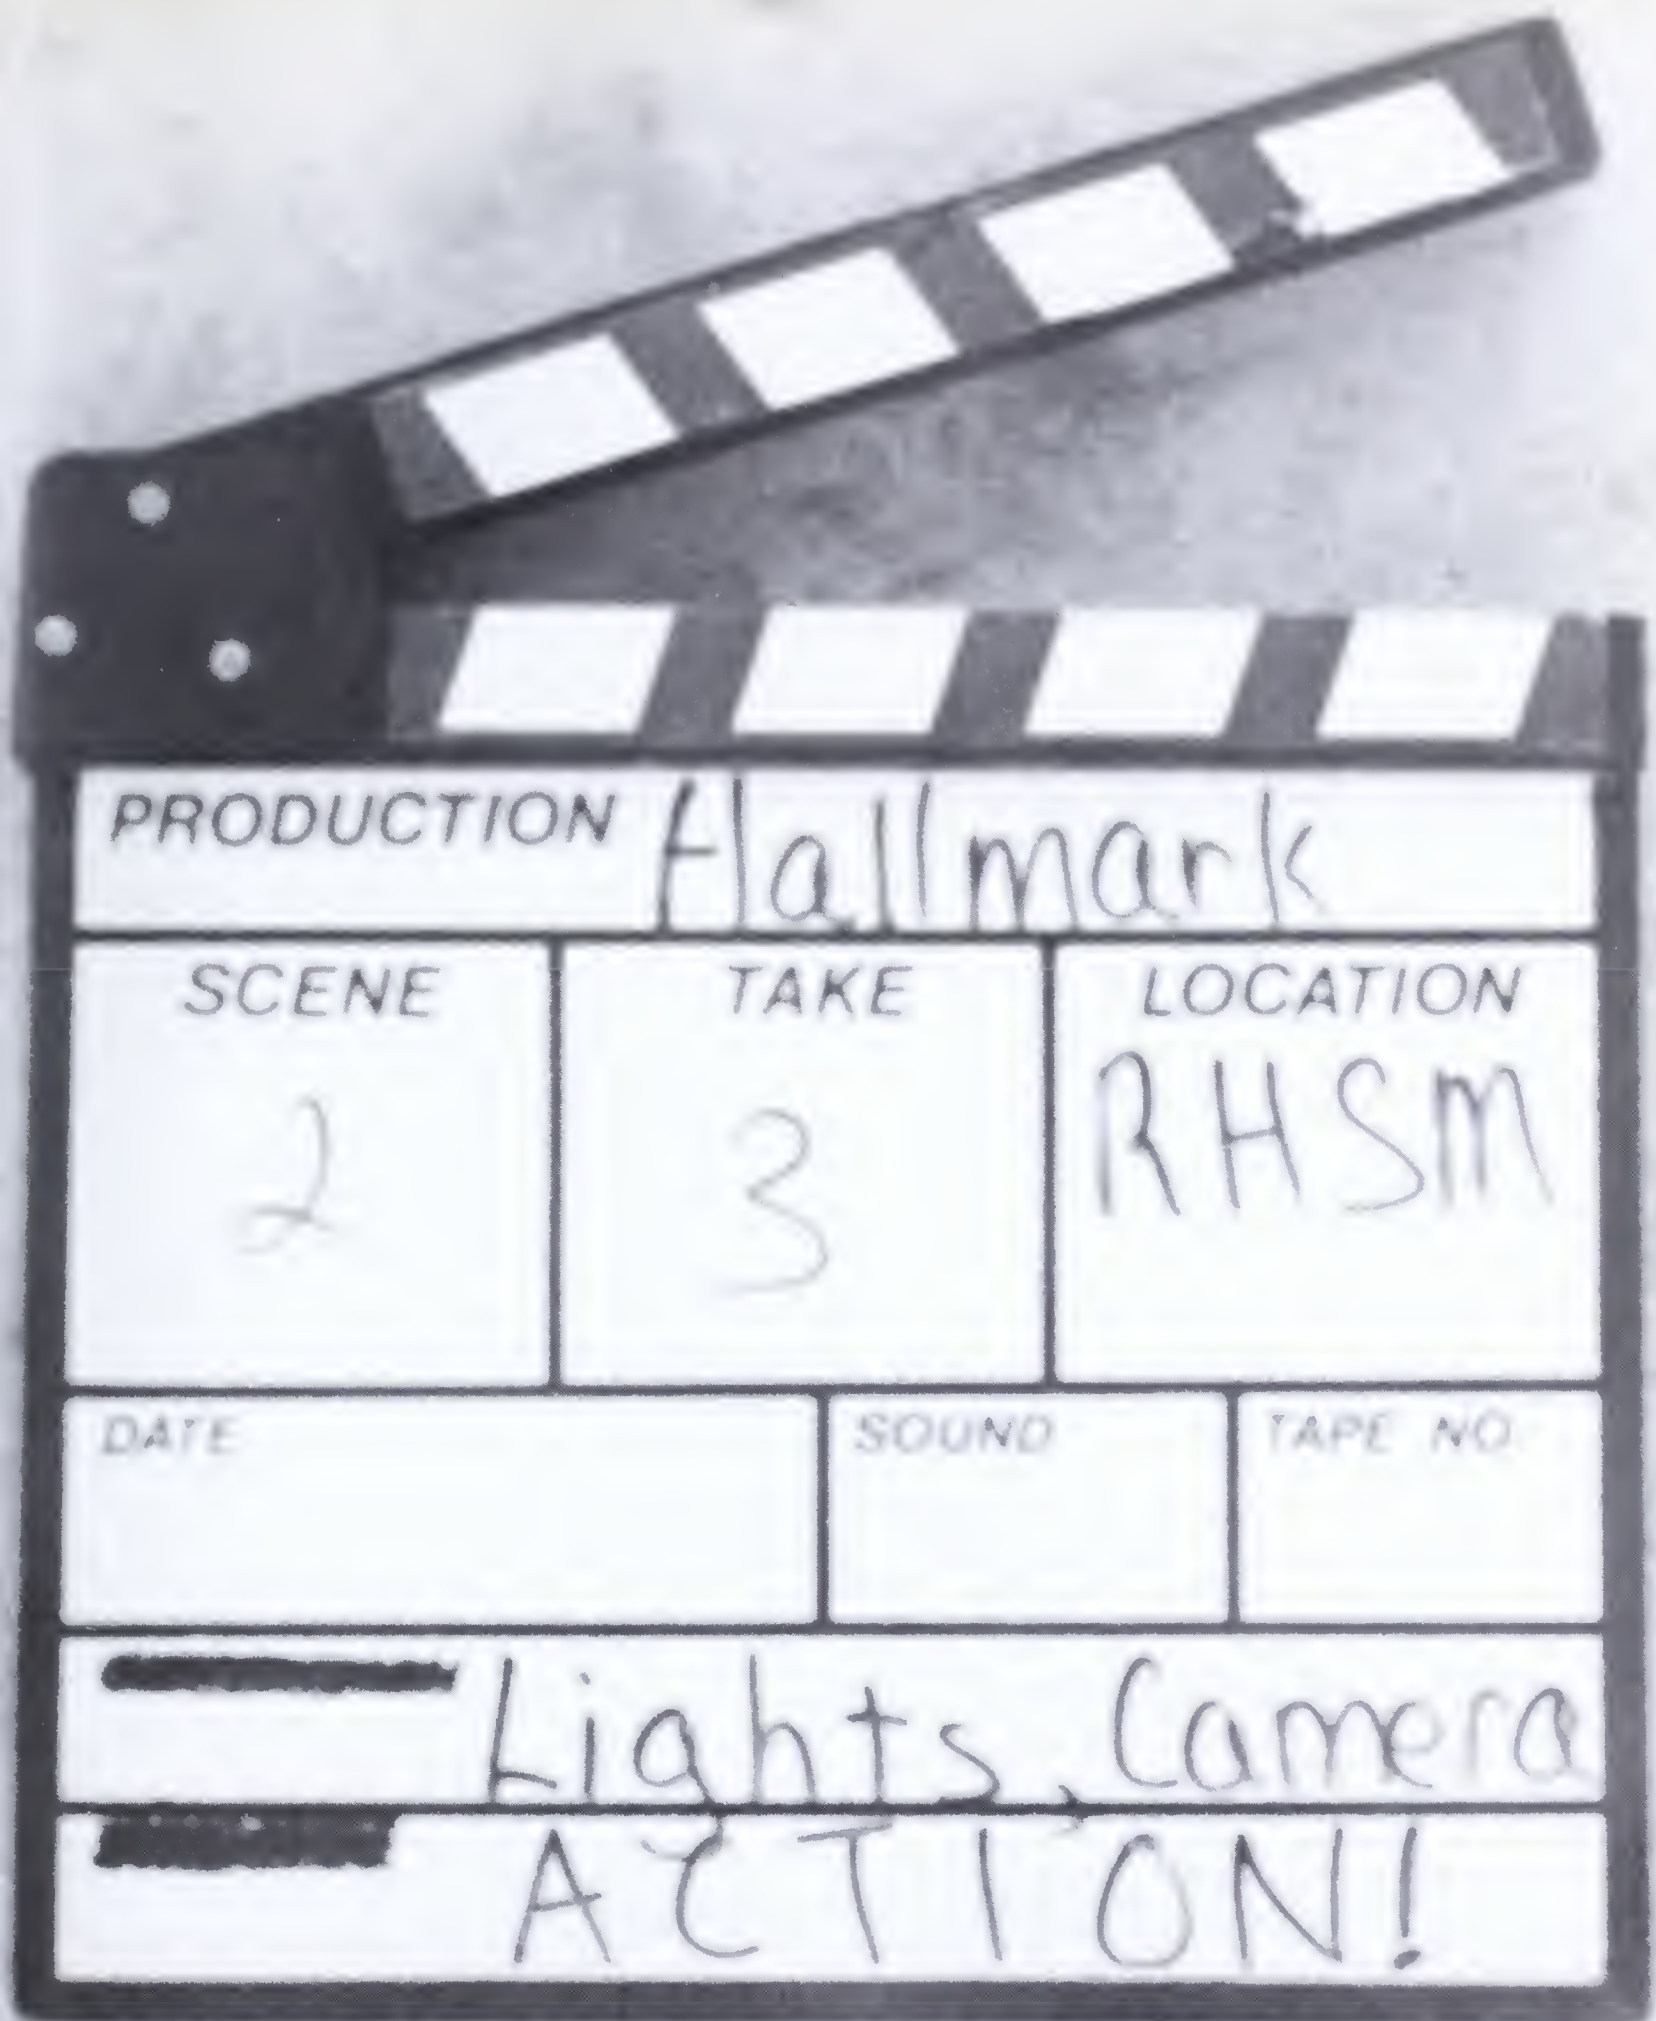 PRODUCTION Hallmark
SCENE TAKE LOCATION
2 3 RHSM
DATE SOUND TAPE NO.
Lights, Camera
ACTION!